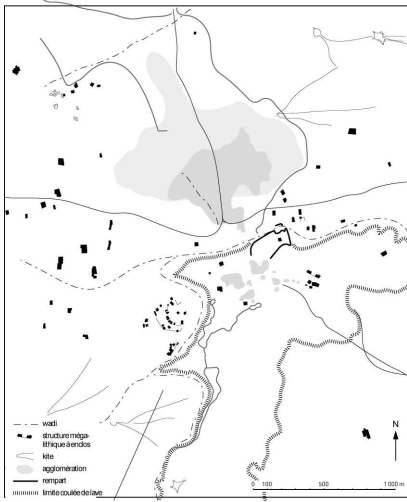 wadi
structure méga-
lithique à enclos
kite
agglomération
rempart
limite coulée de lave
N
0 100 500 1 000 m